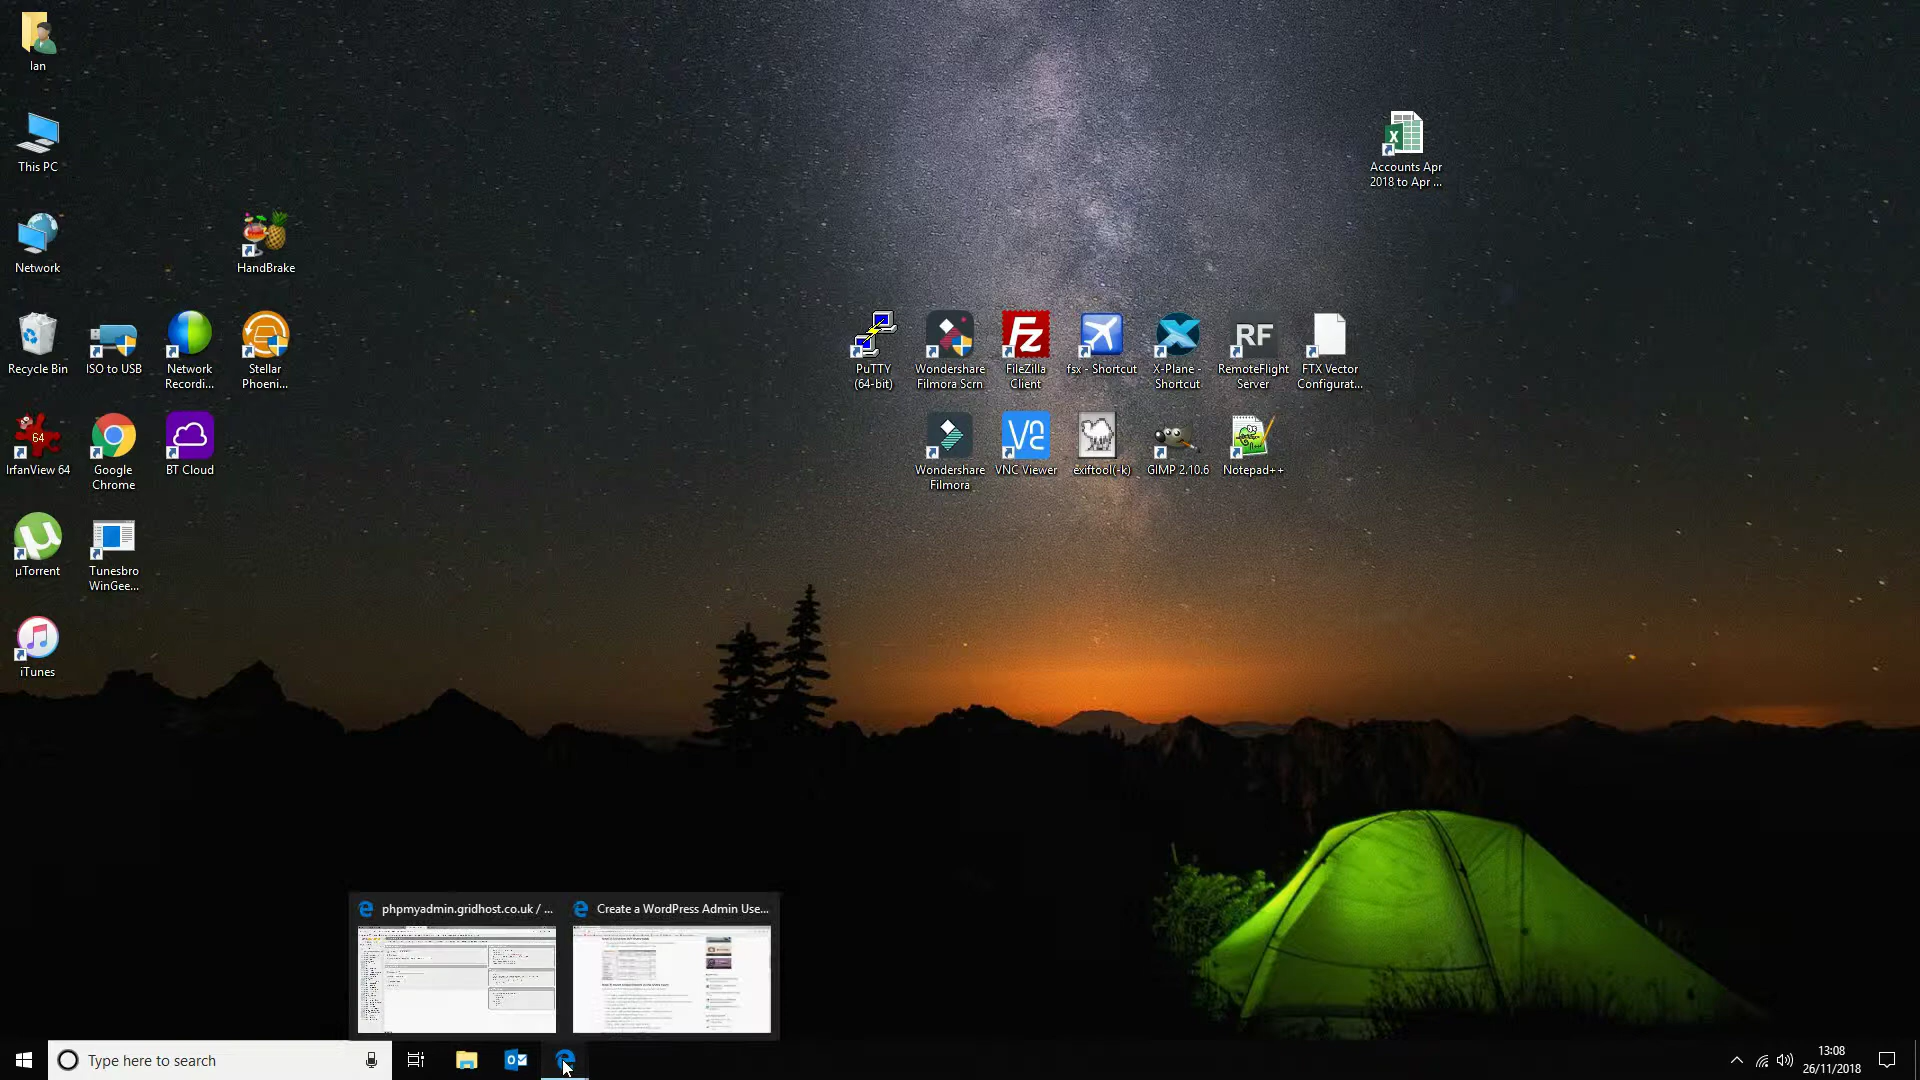 Ian
This PC
Accounts Apr
2018 to Apr ...
Network
HandBrake
Recycle Bin
ISO to USB
Network
Recordi...
Stellar
Phoeni...
PuTTY
(64-bit)
Wondershare
Filmora Scrn
Fz
FileZilla
Client
fsx - Shortcut
X-Plane -
Shortcut
RF
RemoteFlight
Server
FTX Vector
Configurat...
64
IrfanView 64
Google
Chrome
BT Cloud
Wondershare
Filmora
VNC Viewer
exiftool(-k)
GIMP 2.10.6
Notepad++
µTorrent
Tunesbro
WinGee...
iTunes
phpmyadmin.gridhost.co.uk / ...
Create a WordPress Admin Use...
Type here to search
13:08
26/11/2018